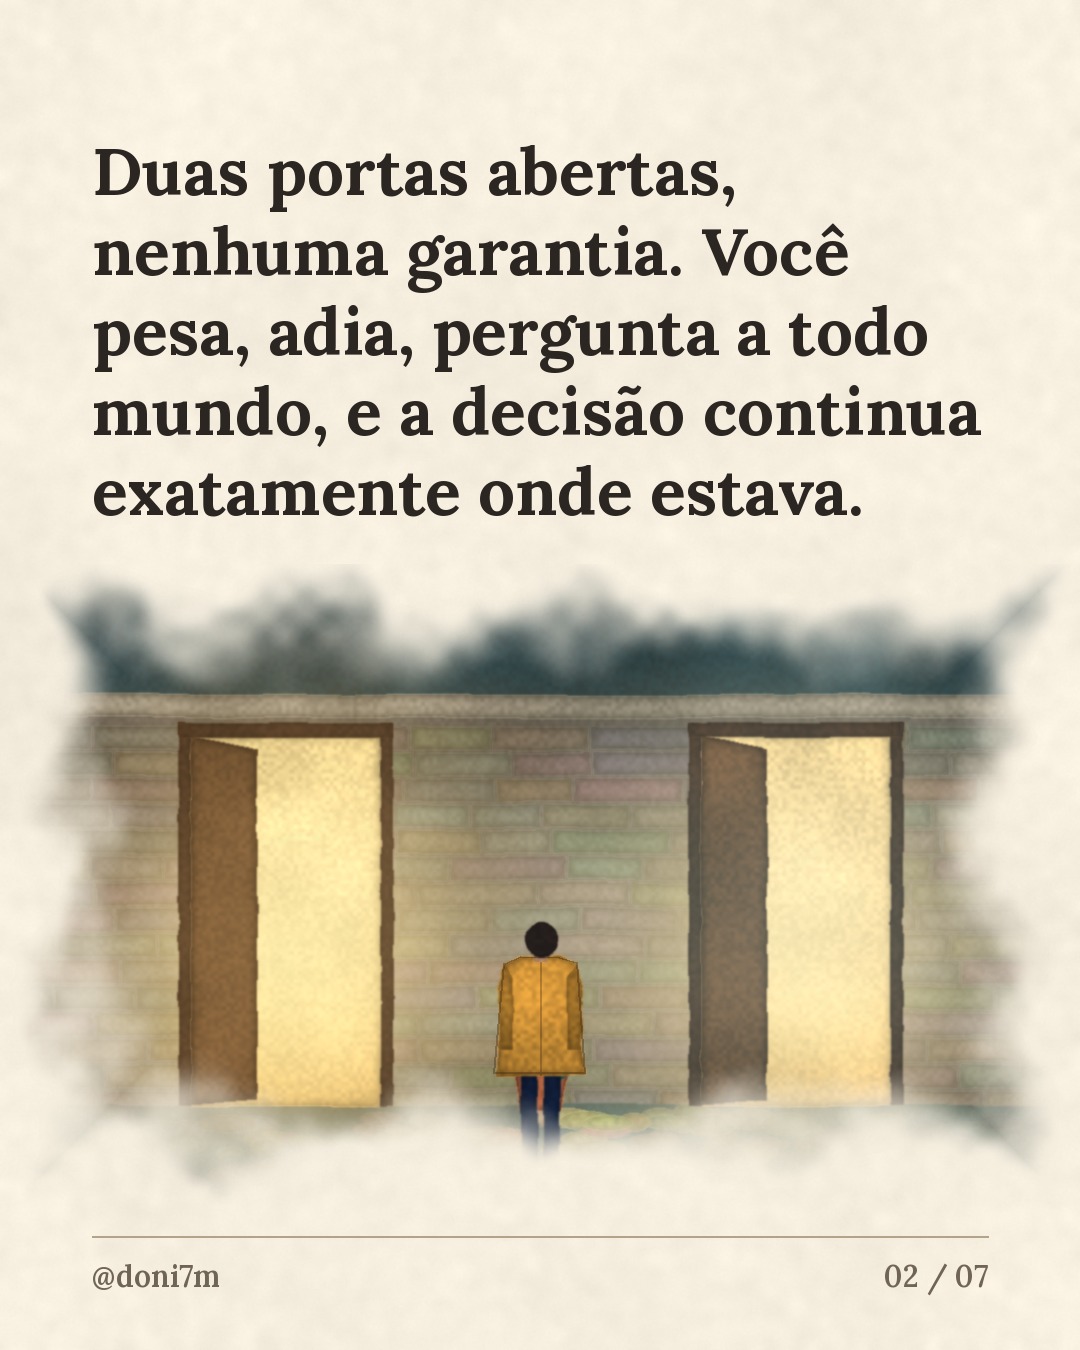 Duas portas abertas,
nenhuma garantia. Você
pesa, adia, pergunta a todo
mundo, e a decisão continua
exatamente onde estava.
@doni7m
02 / 07